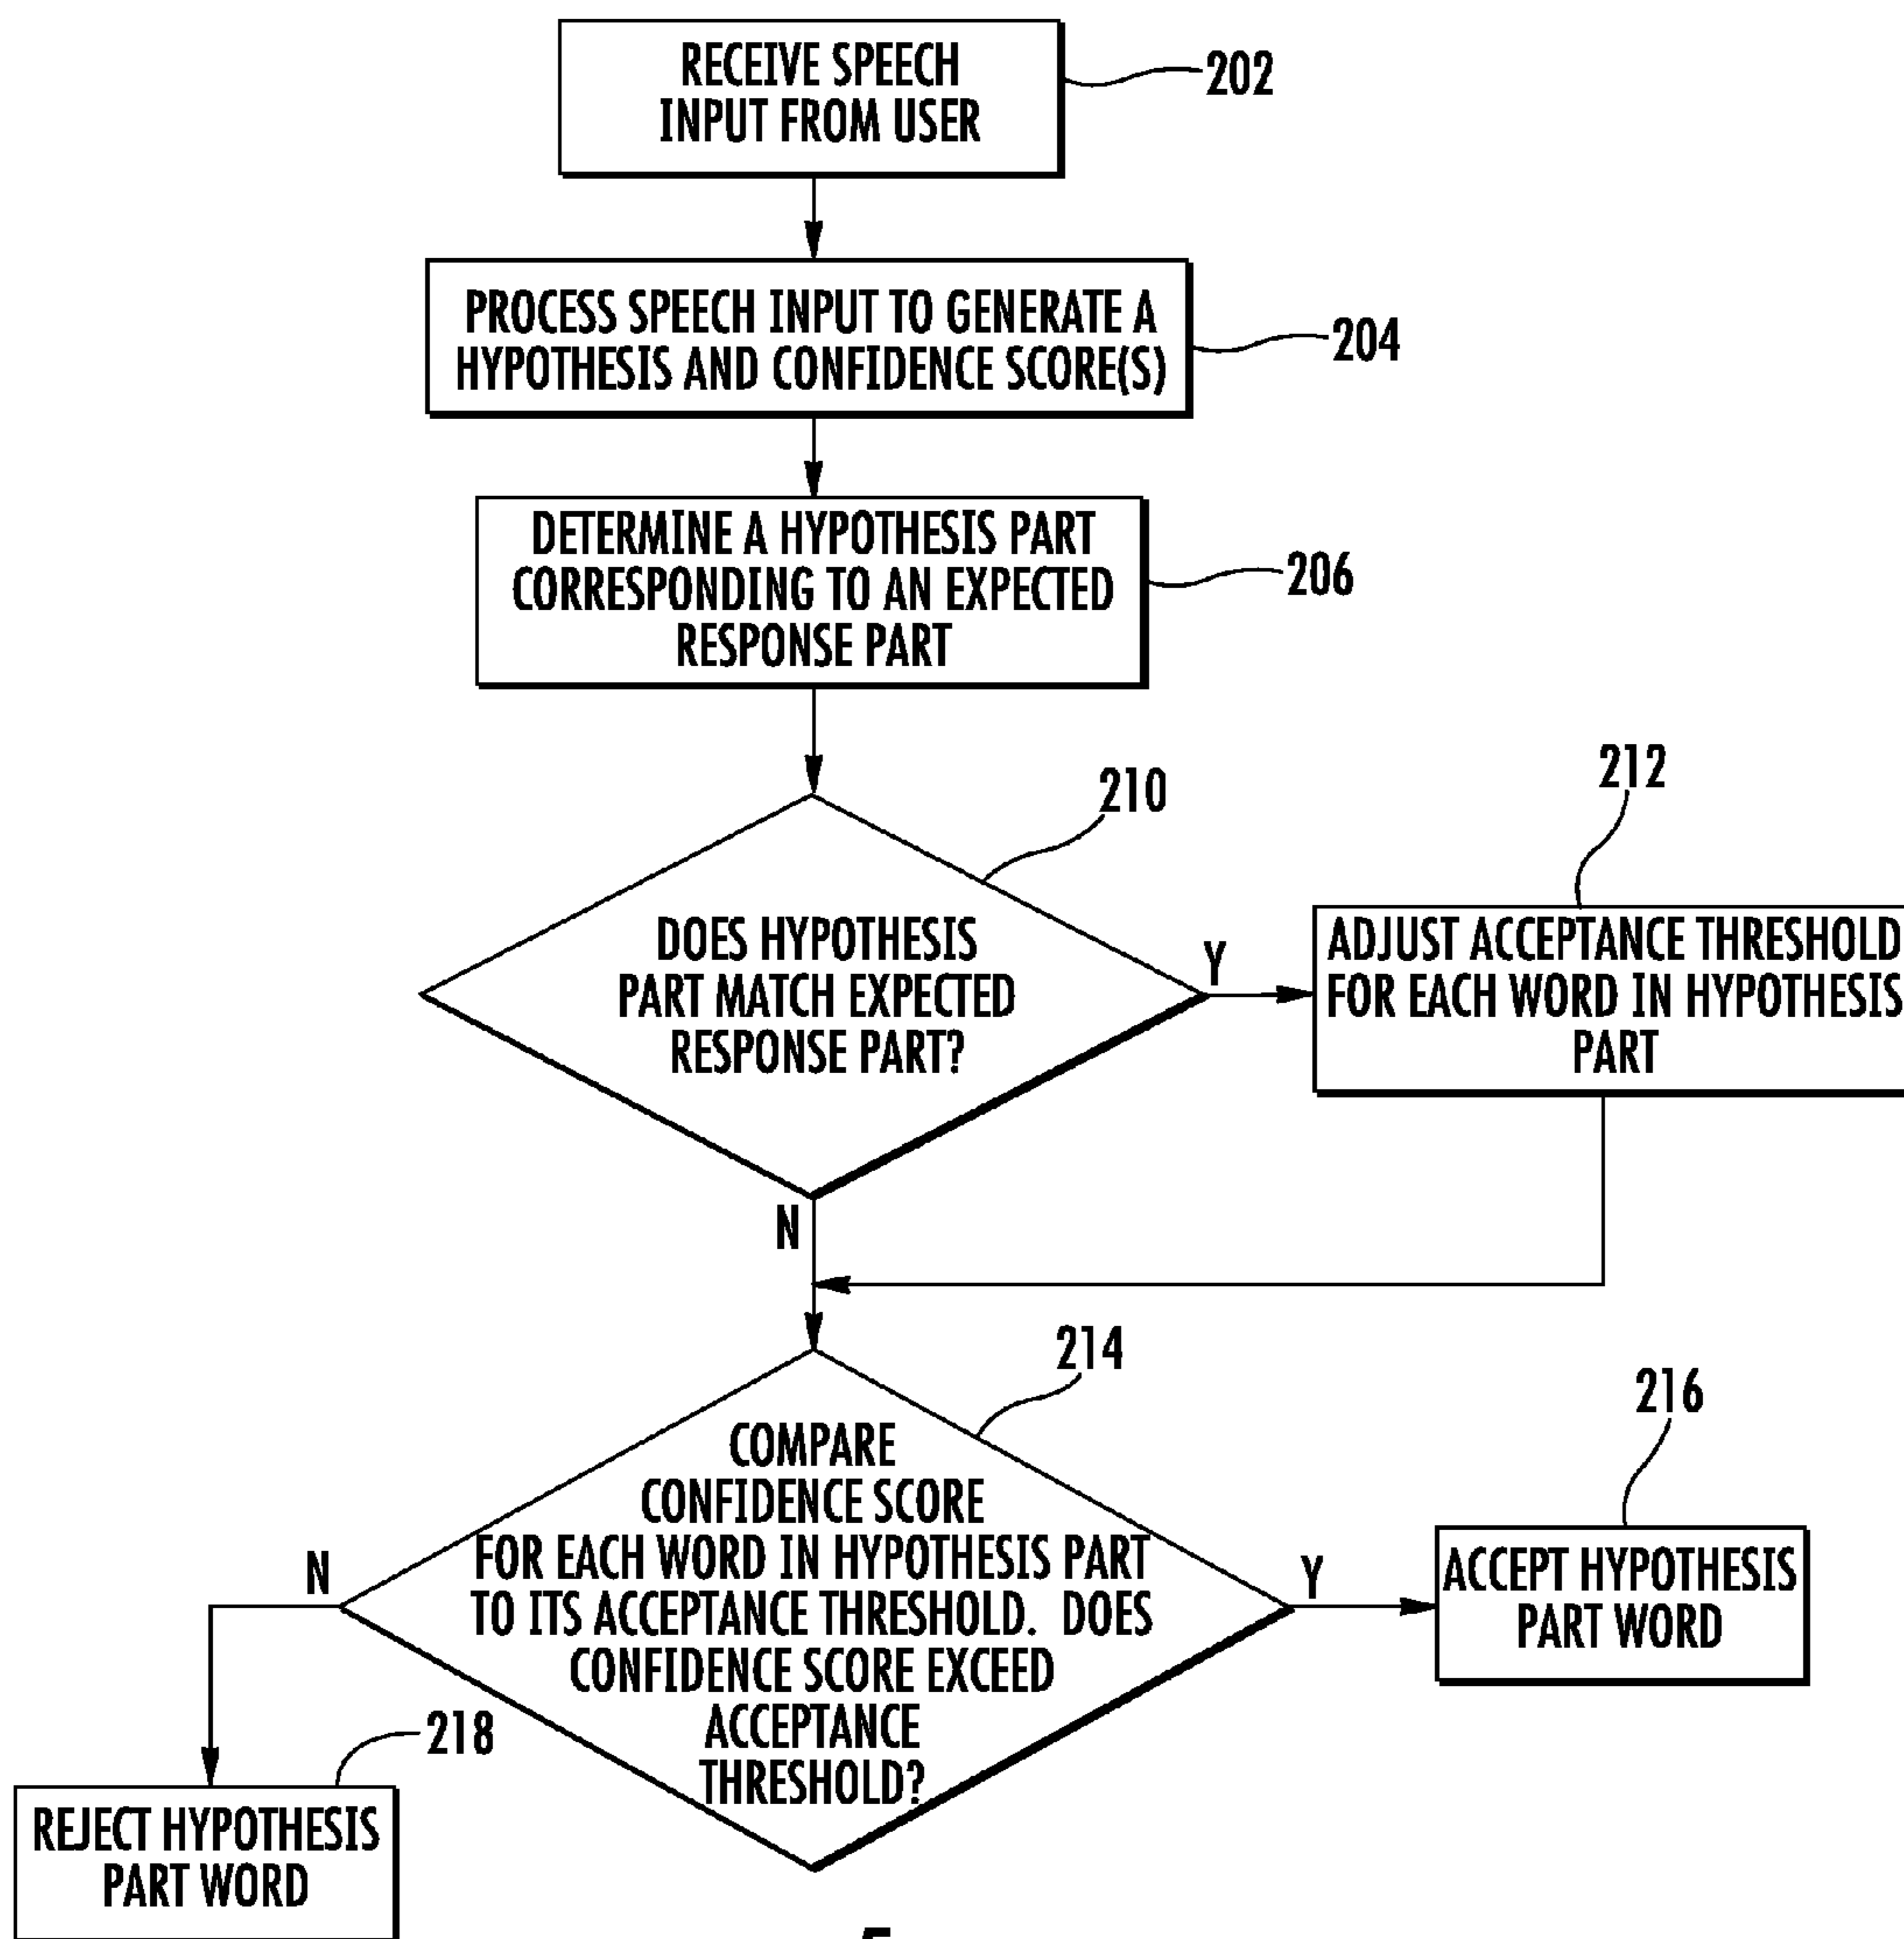 RECEIVE SPEECH
INPUT FROM USER
202
PROCESS SPEECH INPUT TO GENERATE A
HYPOTHESIS AND CONFIDENCE SCORE(S)
204
DETERMINE A HYPOTHESIS PART
CORRESPONDING TO AN EXPECTED
RESPONSE PART
206
210
DOES HYPOTHESIS
PART MATCH EXPECTED
RESPONSE PART?
Y
212
ADJUST ACCEPTANCE THRESHOLD
FOR EACH WORD IN HYPOTHESIS
PART
N
214
COMPARE
CONFIDENCE SCORE
FOR EACH WORD IN HYPOTHESIS PART
TO ITS ACCEPTANCE THRESHOLD. DOES
CONFIDENCE SCORE EXCEED
ACCEPTANCE
THRESHOLD?
Y
216
ACCEPT HYPOTHESIS
PART WORD
N
218
REJECT HYPOTHESIS
PART WORD